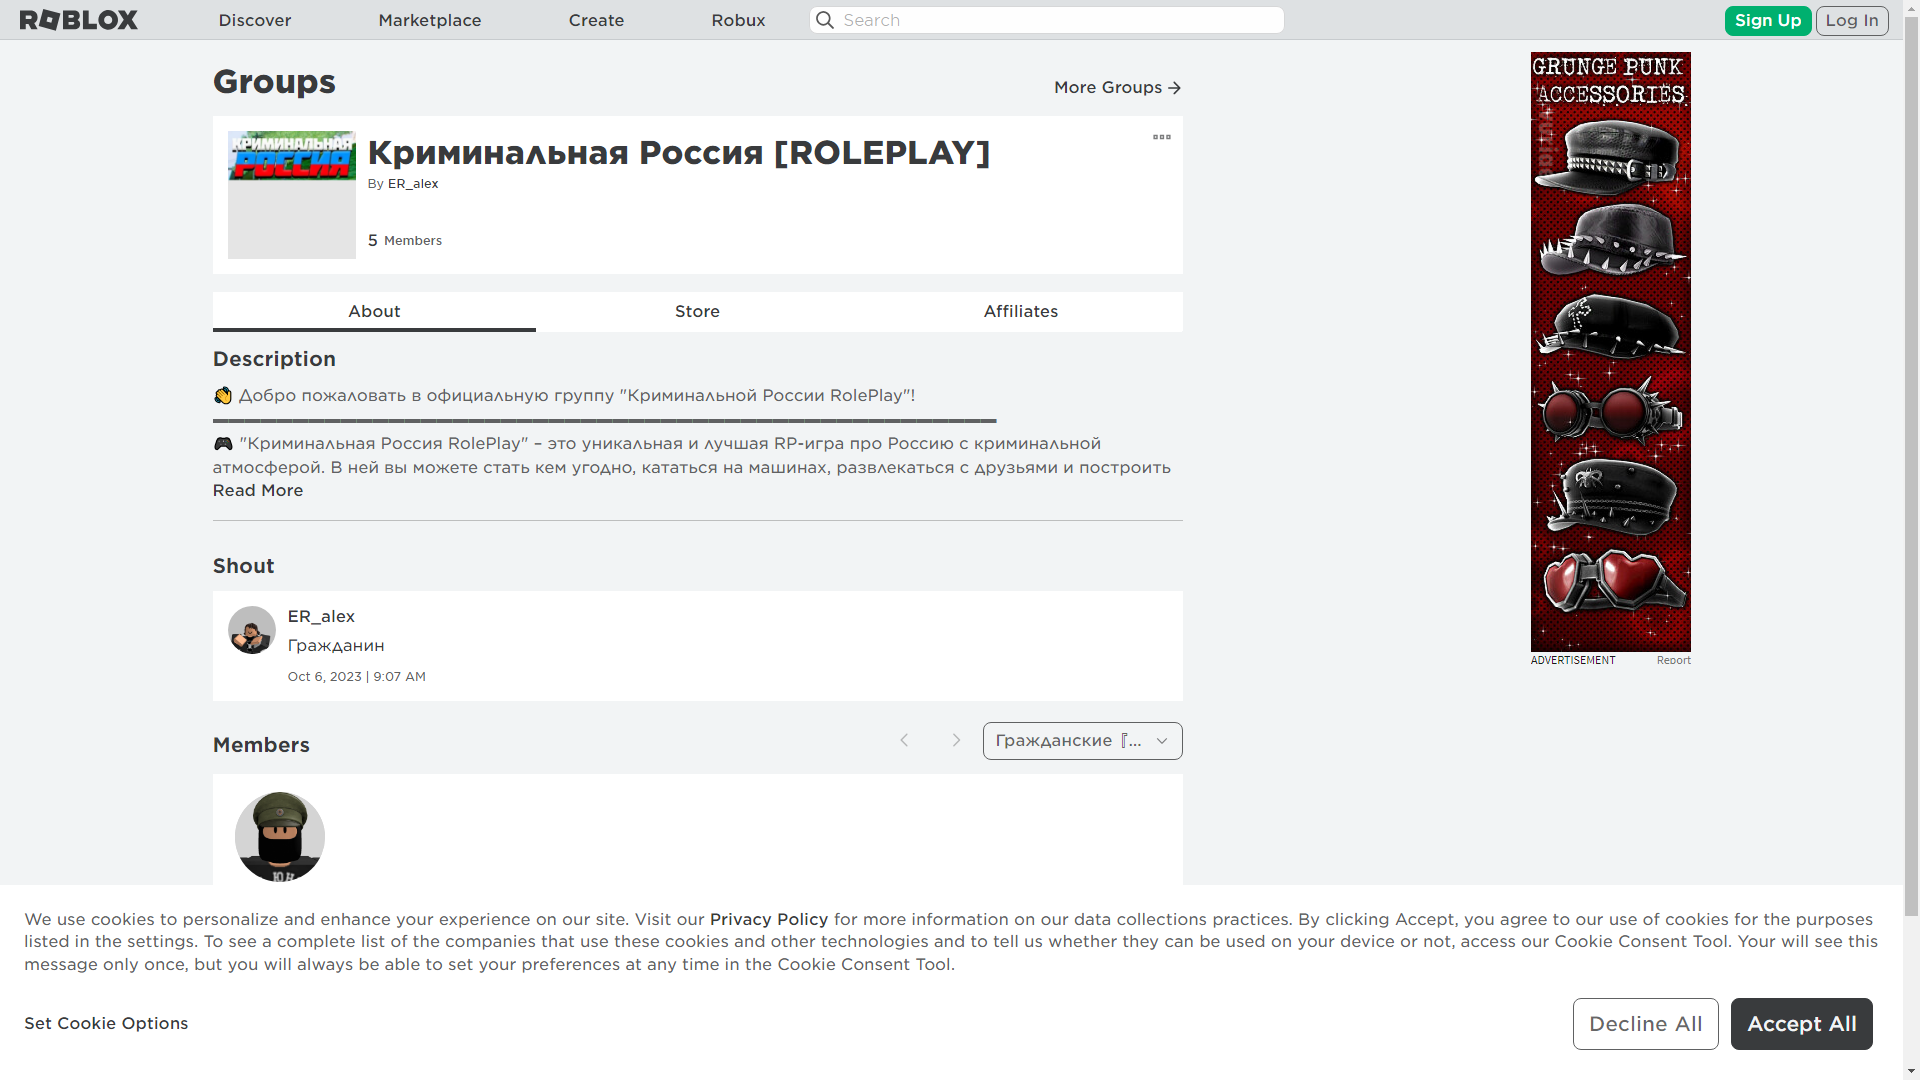 ROBLOX
Discover
Marketplace
Create
Robux
Search
Sign Up
Log In
Groups
More Groups
КРИМИНАЛЬНАЯ
РОССИЯ
Криминальная Россия [ROLEPLAY]
By ER_alex
5 Members
About
Store
Affiliates
Description
👏 Добро пожаловать в официальную группу "Криминальной России RolePlay"!
🎮 "Криминальная Россия RolePlay" – это уникальная и лучшая RP-игра про Россию с криминальной
атмосферой. В ней вы можете стать кем угодно, кататься на машинах, развлекаться с друзьями и построить
Read More
Shout
ER_alex
Гражданин
Oct 6, 2023 | 9:07 AM
Members
Гражданские『...
GRUNGE PUNK
ACCESSORIES
ADVERTISEMENT
Report
We use cookies to personalize and enhance your experience on our site. Visit our Privacy Policy for more information on our data collections practices. By clicking Accept, you agree to our use of cookies for the purposes
listed in the settings. To see a complete list of the companies that use these cookies and other technologies and to tell us whether they can be used on your device or not, access our Cookie Consent Tool. Your will see this
message only once, but you will always be able to set your preferences at any time in the Cookie Consent Tool.
Set Cookie Options
Decline All
Accept All